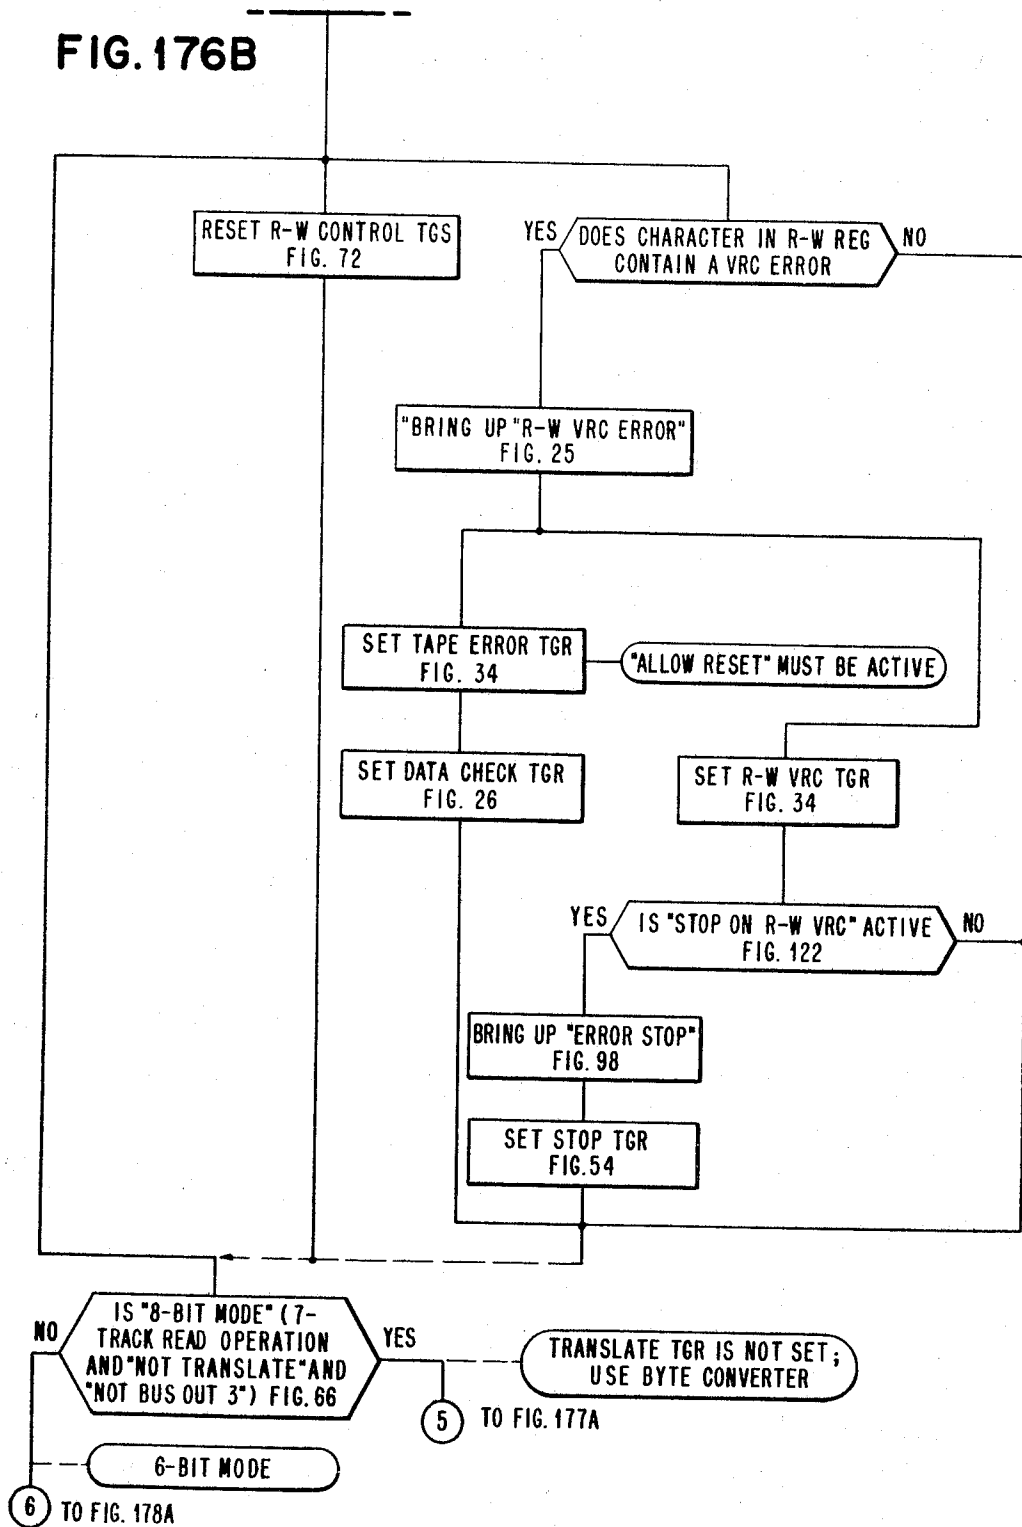 FIG. 176B
RESET R-W CONTROL TGS
FIG. 72
YES
DOES CHARACTER IN R-W REG
CONTAIN A VRC ERROR
NO
"BRING UP "R-W VRC ERROR"
FIG. 25
SET TAPE ERROR TGR
FIG. 34
"ALLOW RESET" MUST BE ACTIVE
SET DATA CHECK TGR
FIG. 26
SET R-W VRC TGR
FIG. 34
YES
IS "STOP ON R-W VRC" ACTIVE
FIG. 122
NO
BRING UP "ERROR STOP"
FIG. 98
SET STOP TGR
FIG. 54
NO
IS "8-BIT MODE" (7-
TRACK READ OPERATION
AND "NOT TRANSLATE" AND
"NOT BUS OUT 3") FIG. 66
YES
TRANSLATE TGR IS NOT SET;
USE BYTE CONVERTER
5 TO FIG. 177A
6-BIT MODE
6 TO FIG. 178A